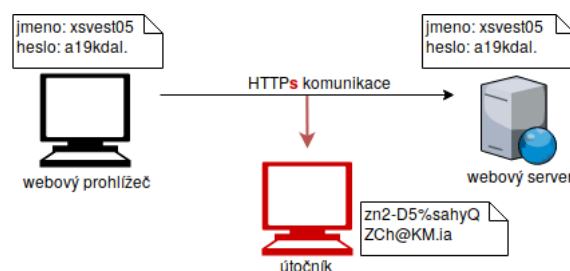 jmeno: xsvest05
heslo: a19kdal.
jmeno: xsvest05
heslo: a19kdal.
HTTPs komunikace
webový prohlížeč
webový server
zn2-D5%sahyQ
ZCh@KM.ia
útočník